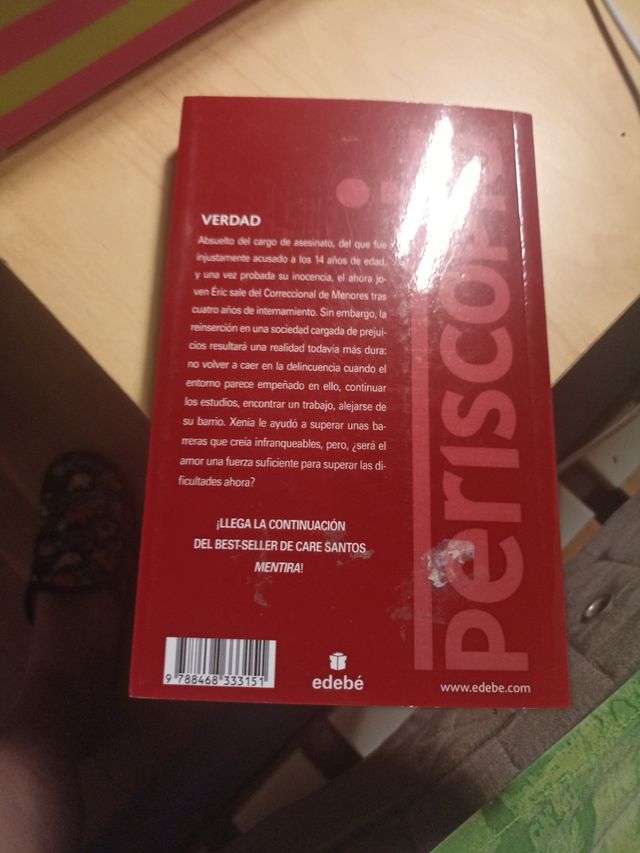 VERDAD
Absuelto del cargo de asesinato, del que fue
injustamente acusado a los 14 años de edad,
y una vez probada su inocencia, el ahora jo-
ven Éric sale del Correccional de Menores tras
cuatro años de internamiento. Sin embargo, la
reinserción en una sociedad cargada de prejui-
cios resultará una realidad todavía más dura:
no volver a caer en la delincuencia cuando el
entorno parece empeñado en ello, continuar
los estudios, encontrar un trabajo, alejarse de
su barrio. Xenia le ayudó a superar unas ba-
rreras que creía infranqueables, pero, ¿será el
amor una fuerza suficiente para superar las di-
ficultades ahora?
¡LLEGA LA CONTINUACIÓN
DEL BEST-SELLER DE CARE SANTOS
MENTIRA!
9 788468 333151
edebé
www.edebe.com
periscopio